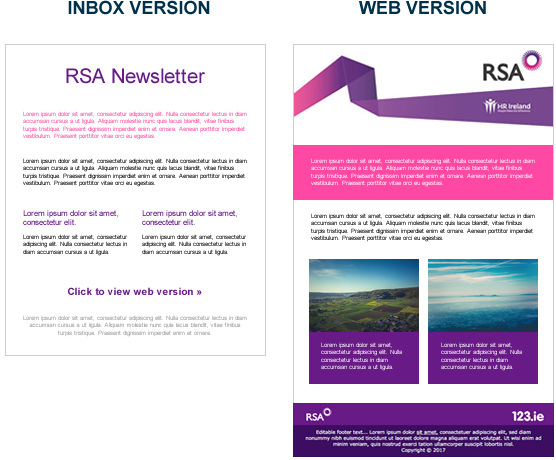 INBOX VERSION
RSA Newsletter
Lorem ipsum dolor sit amet, consectetur adipiscing elit. Nulla consectetur lectus in diam
accumsan cursus a ut ligula. Aliquam molestie nunc quis lacus blandit, vitae finibus
turpis tristique. Praesent dignissim imperdiet enim et ornare. Aenean porttitor imperdiet
vestibulum. Praesent porttitor vitae orci eu egestas.
Lorem ipsum dolor sit amet, consectetur adipiscing elit. Nulla consectetur lectus in diam
accumsan cursus a ut ligula. Aliquam molestie nunc quis lacus blandit, vitae finibus
turpis tristique. Praesent dignissim imperdiet enim et ornare. Aenean porttitor imperdiet
vestibulum. Praesent porttitor vitae orci eu egestas.
Lorem ipsum dolor sit amet,
consectetur elit.
Lorem ipsum dolor sit amet, consectetur
adipiscing elit. Nulla consectetur lectus in
diam accumsan cursus a ut ligula.
Lorem ipsum dolor sit amet,
consectetur elit.
Lorem ipsum dolor sit amet, consectetur
adipiscing elit. Nulla consectetur lectus in
diam accumsan cursus a ut ligula.
Click to view web version »
Lorem ipsum dolor sit amet, consectetur adipiscing elit. Nulla consectetur lectus in
diam accumsan cursus a ut ligula. Aliquam molestie nunc quis lacus blandit, vitae finibus
turpis tristique. Praesent dignissim imperdiet enim et ornare.
WEB VERSION
RSA
HR Ireland
Lorem ipsum dolor sit amet, consectetur adipiscing elit. Nulla consectetur lectus in diam
accumsan cursus a ut ligula. Aliquam molestie nunc quis lacus blandit, vitae finibus
turpis tristique. Praesent dignissim imperdiet enim et ornare. Aenean porttitor imperdiet
vestibulum. Praesent porttitor vitae orci eu egestas.
Lorem ipsum dolor sit amet, consectetur adipiscing elit. Nulla consectetur lectus in diam
accumsan cursus a ut ligula. Aliquam molestie nunc quis lacus blandit, vitae finibus
turpis tristique. Praesent dignissim imperdiet enim et ornare. Aenean porttitor imperdiet
vestibulum. Praesent porttitor vitae orci eu egestas.
Lorem ipsum dolor sit amet,
consectetur adipiscing elit. Nulla
consectetur lectus in diam
accumsan cursus a ut ligula.
Lorem ipsum dolor sit amet,
consectetur adipiscing elit. Nulla
consectetur lectus in diam
accumsan cursus a ut ligula.
RSA
123.ie
Editable footer text... Lorem ipsum dolor sit amet, consectetuer adipiscing elit, sed diam
nonummy nibh euismod tincidunt ut laoreet dolore magna aliquam erat volutpat. Ut wisi enim ad
minim veniam, quis nostrud exerci tation ullamcorper
Copyright © 2017